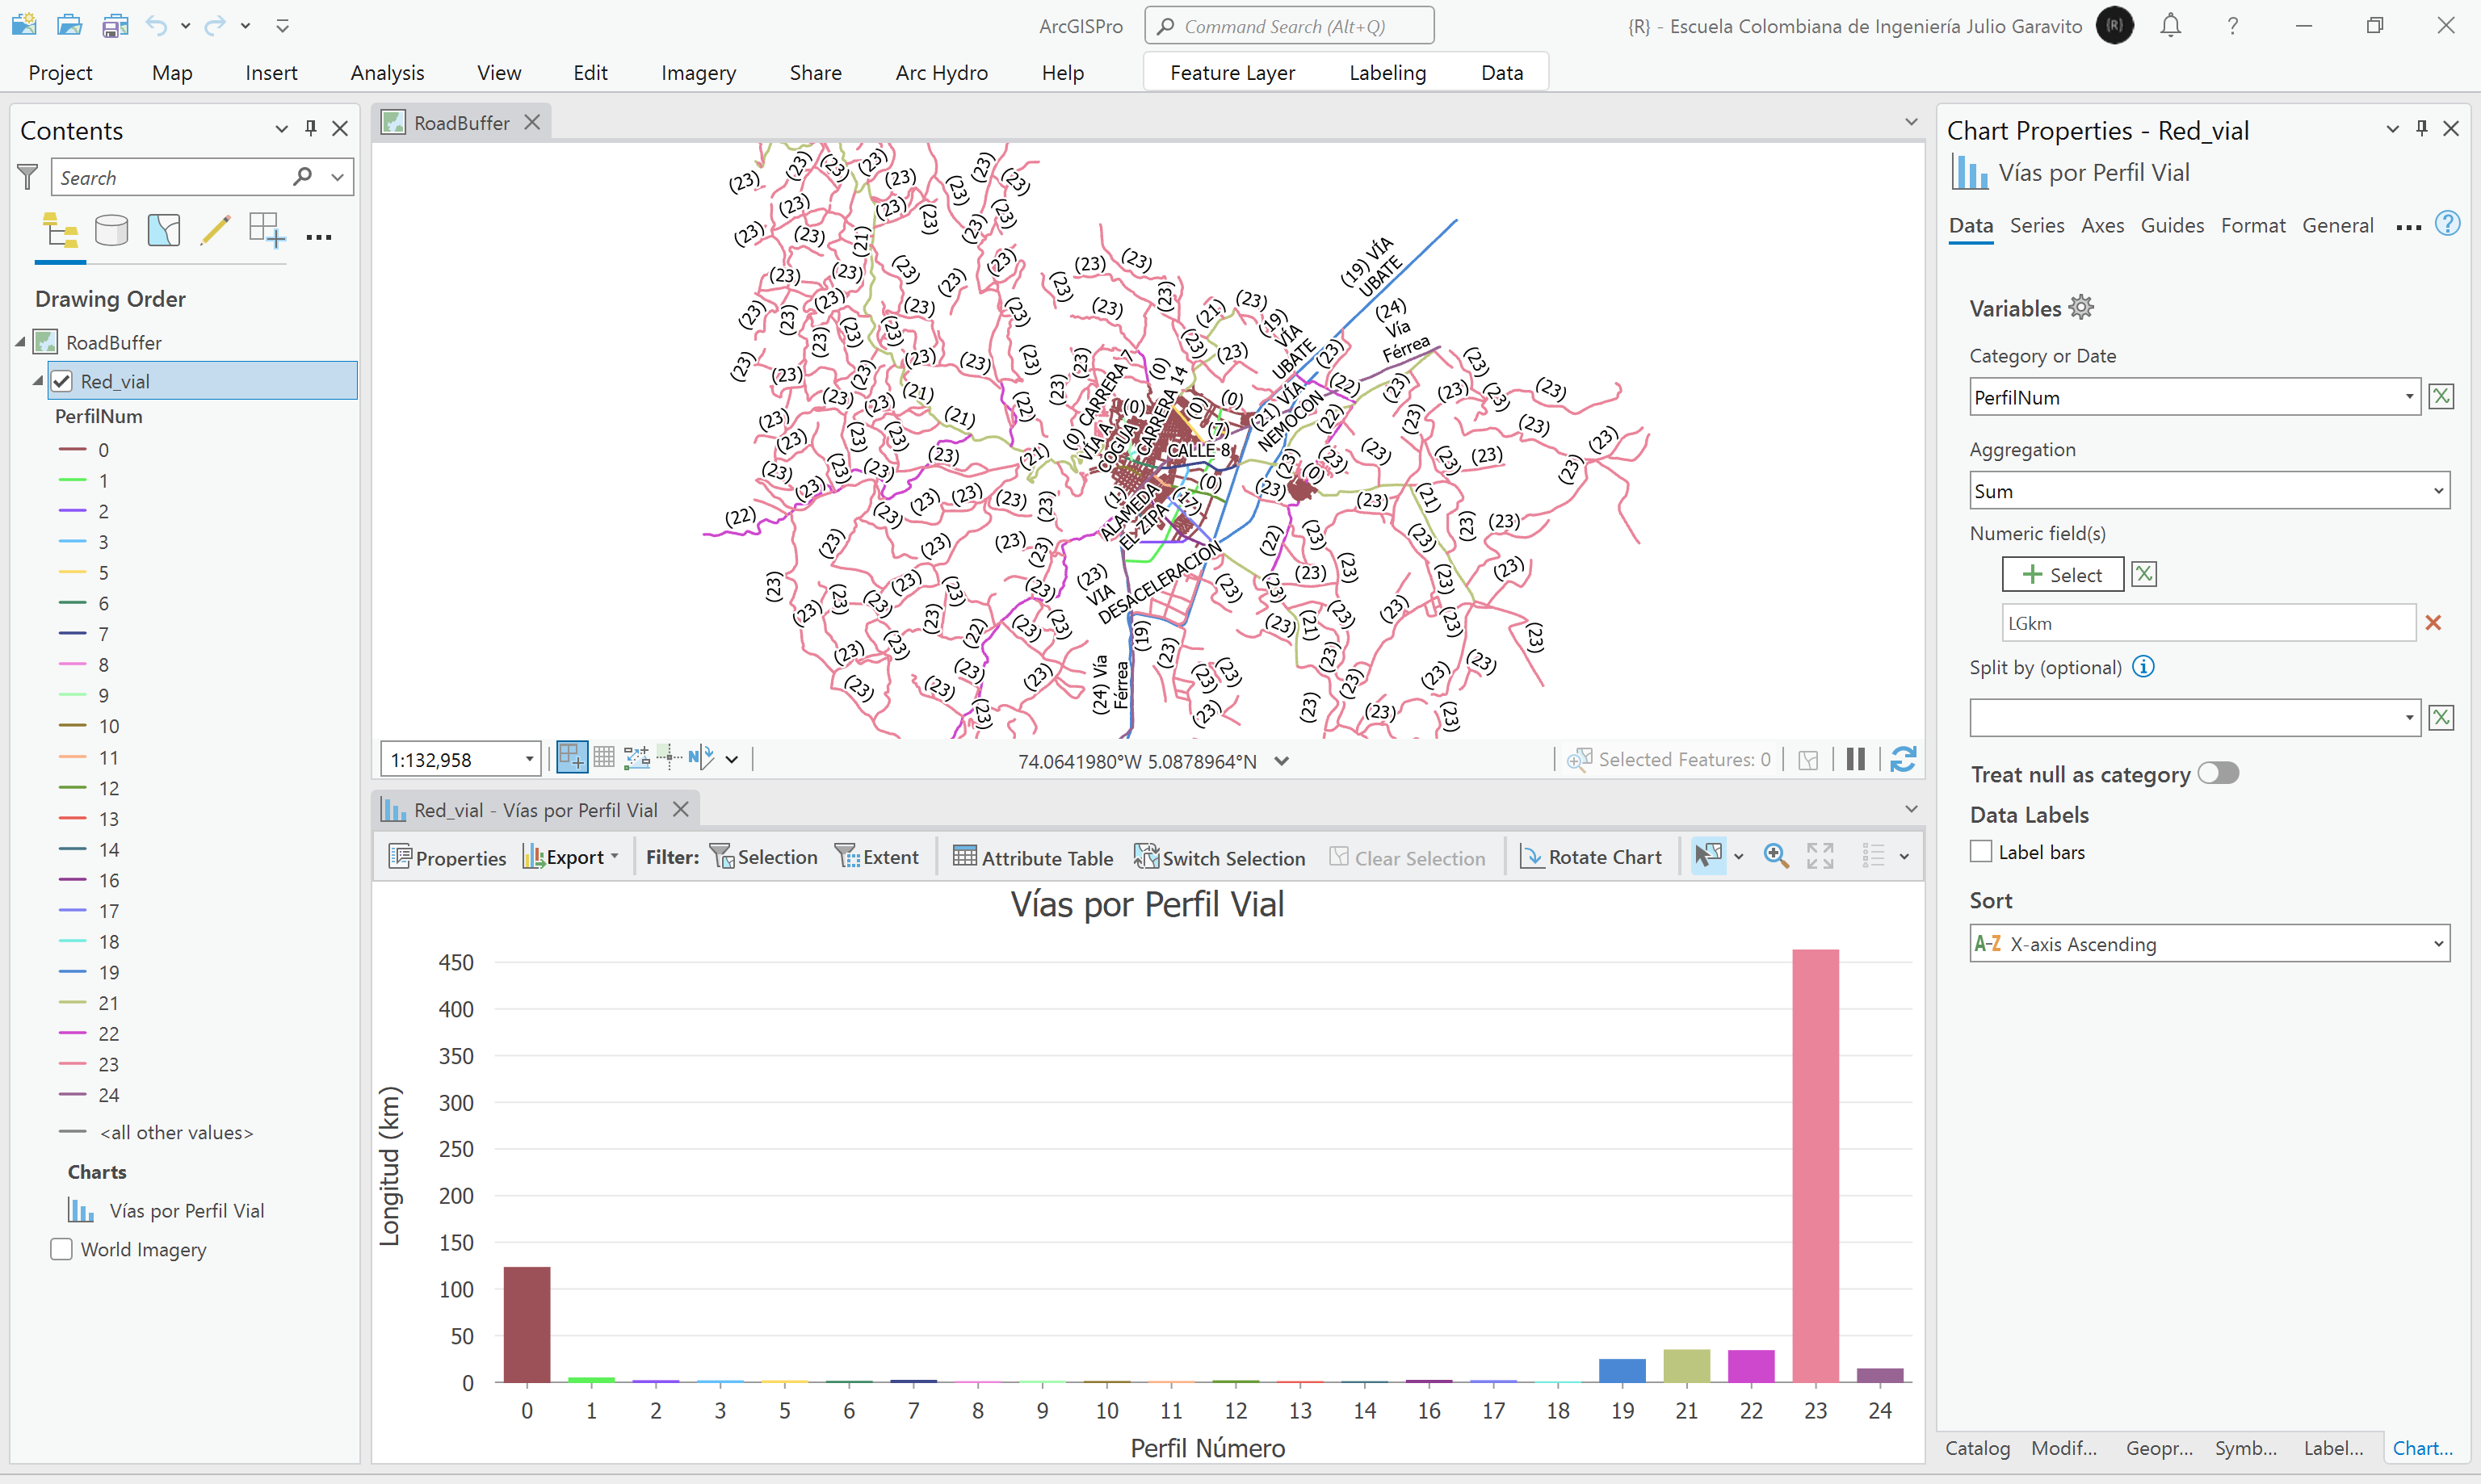 ArcGISPro
Command Search (Alt+Q)
{R} - Escuela Colombiana de Ingeniería Julio Garavito
{R}
?
Project Map Insert Analysis View Edit Imagery Share Arc Hydro Help Feature Layer Labeling Data
Contents
Search
Drawing Order
RoadBuffer
Red_vial
PerfilNum
0
1
2
3
5
6
7
8
9
10
11
12
13
14
16
17
18
19
21
22
23
24
<all other values>
Charts
Vías por Perfil Vial
World Imagery
RoadBuffer
(23)
(21)
(22)
(19) VÍA
UBATE
(24)
Vía
Férrea
(19)
VÍA
UBATE
(0) CARRERA 7
VÍA A
COGUA
CARRERA 14
(0)
(7)
CALLE 8
(21) VÍA
NEMOCON
(1)
ALAMEDA
EL ZIPA
(23)
VIA
DESACELERACIÓN
(19)
(24) Vía
Férrea
1:132,958
74.0641980°W 5.0878964°N
Selected Features: 0
Red_vial - Vías por Perfil Vial
Properties Export Filter: Selection Extent Attribute Table Switch Selection Clear Selection Rotate Chart
Vías por Perfil Vial
450
400
350
300
250
200
150
100
50
0
Longitud (km)
0 1 2 3 5 6 7 8 9 10 11 12 13 14 16 17 18 19 21 22 23 24
Perfil Número
Chart Properties - Red_vial
Vías por Perfil Vial
Data Series Axes Guides Format General ... ?
Variables
Category or Date
PerfilNum
Aggregation
Sum
Numeric field(s)
Select
LGkm
Split by (optional)
Treat null as category
Data Labels
Label bars
Sort
A-Z X-axis Ascending
Catalog Modif... Geopr... Symb... Label... Chart...